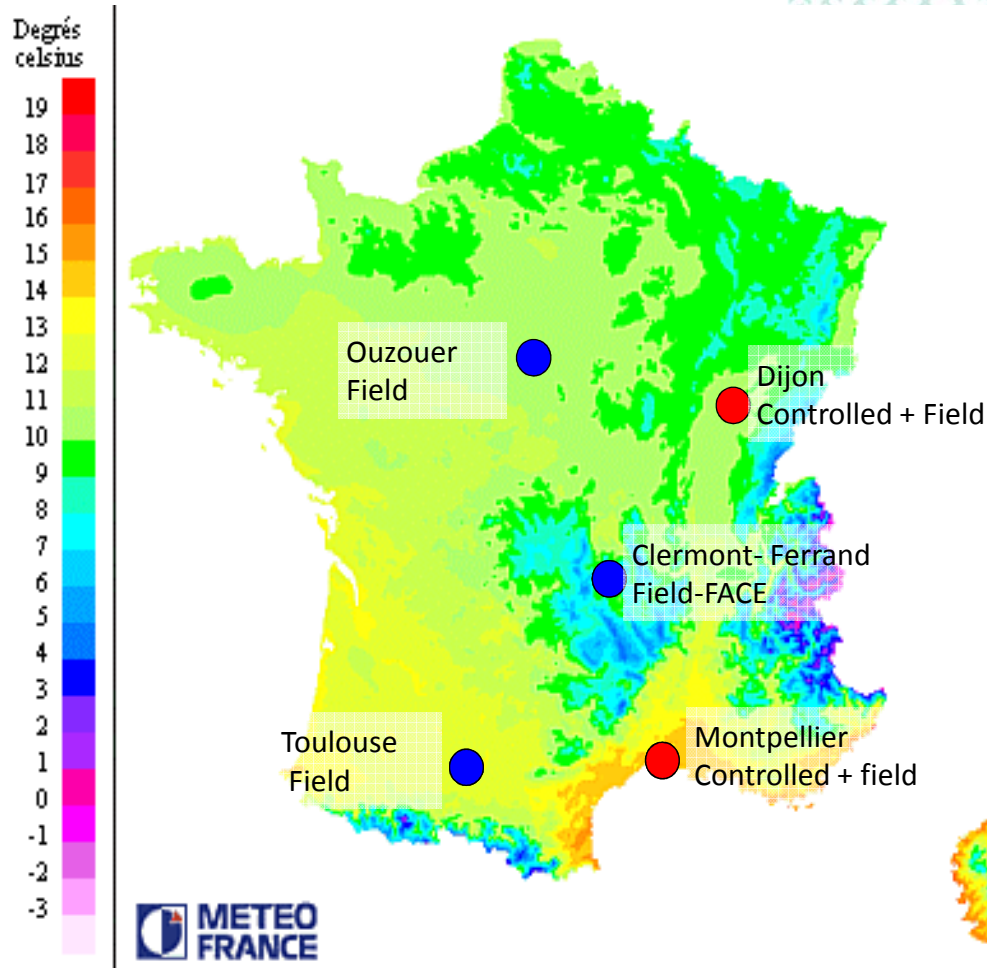 Degrés
celsius
19
18
17
16
15
14
13
12
11
10
9
8
7
6
5
4
3
2
1
0
-1
-2
-3
Ouzouer
Field
Dijon
Controlled + Field
Clermont- Ferrand
Field-FACE
Toulouse
Field
Montpellier
Controlled + field
METEO
FRANCE